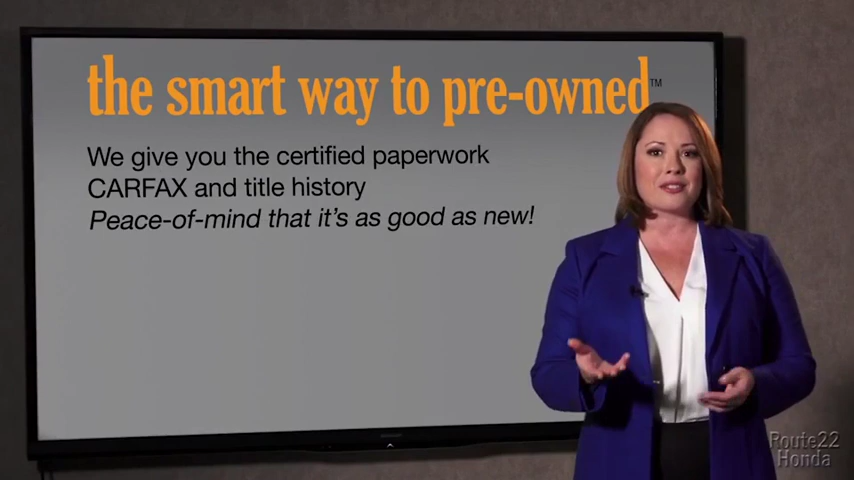 the smart way to pre-owned™
We give you the certified paperwork
CARFAX and title history
Peace-of-mind that it's as good as new!
Route22
Honda